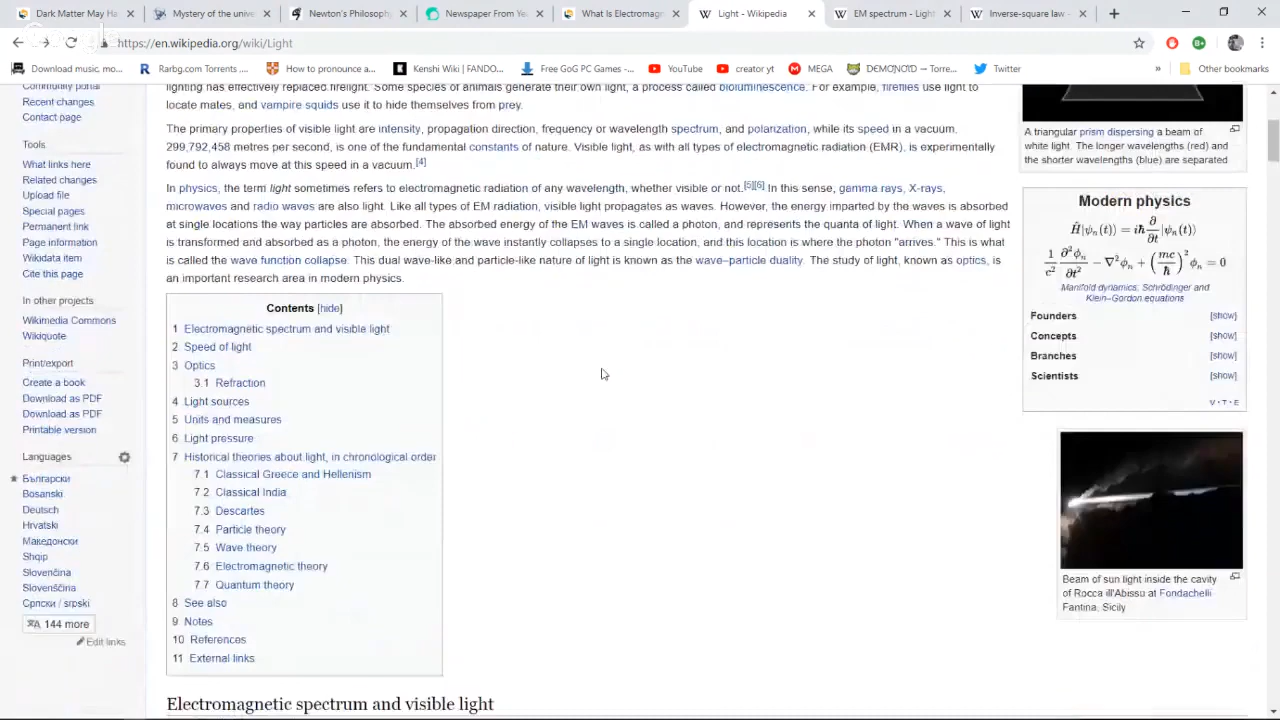 Dark Matter May Ha
Mystery of the unive
Newton's Philosophy
Newspaper From Yea
What Is Electromagn
Light - Wikipedia
EM spectrum - Light
Inverse-square law -
https://en.wikipedia.org/wiki/Light
Download music, mo...
Rarbg.com Torrents ,...
How to pronounce a...
Kenshi Wiki | FANDO...
Free GoG PC Games -...
YouTube
creator yt
MEGA
DEMONOID — Torre...
Twitter
»
Other bookmarks
Community portal
Recent changes
Contact page
Tools
What links here
Related changes
Upload file
Special pages
Permanent link
Page information
Wikidata item
Cite this page
In other projects
Wikimedia Commons
Wikiquote
Print/export
Create a book
Download as PDF
Download as PDF
Printable version
Languages
Български
Bosanski
Deutsch
Hrvatski
Македонски
Shqip
Slovenčina
Slovenščina
Српски / srpski
144 more
Edit links
lighting has effectively replaced firelight. Some species of animals generate their own light, a process called bioluminescence. For example, fireflies use light to
locate mates, and vampire squids use it to hide themselves from prey.
The primary properties of visible light are intensity, propagation direction, frequency or wavelength spectrum, and polarization, while its speed in a vacuum,
299,792,458 metres per second, is one of the fundamental constants of nature. Visible light, as with all types of electromagnetic radiation (EMR), is experimentally
found to always move at this speed in a vacuum.[4]
In physics, the term light sometimes refers to electromagnetic radiation of any wavelength, whether visible or not.[5][6] In this sense, gamma rays, X-rays,
microwaves and radio waves are also light. Like all types of EM radiation, visible light propagates as waves. However, the energy imparted by the waves is absorbed
at single locations the way particles are absorbed. The absorbed energy of the EM waves is called a photon, and represents the quanta of light. When a wave of light
is transformed and absorbed as a photon, the energy of the wave instantly collapses to a single location, and this location is where the photon "arrives." This is what
is called the wave function collapse. This dual wave-like and particle-like nature of light is known as the wave–particle duality. The study of light, known as optics, is
an important research area in modern physics.
Contents [hide]
1 Electromagnetic spectrum and visible light
2 Speed of light
3 Optics
3.1 Refraction
4 Light sources
5 Units and measures
6 Light pressure
7 Historical theories about light, in chronological order
7.1 Classical Greece and Hellenism
7.2 Classical India
7.3 Descartes
7.4 Particle theory
7.5 Wave theory
7.6 Electromagnetic theory
7.7 Quantum theory
8 See also
9 Notes
10 References
11 External links
Electromagnetic spectrum and visible light
A triangular prism dispersing a beam of
white light. The longer wavelengths (red) and
the shorter wavelengths (blue) are separated
Modern physics
Ĥ|ψn(t)⟩ = iħ ∂/∂t |ψn(t)⟩
1/c² ∂²ϕn/∂t² − ∇²ϕn + (mc/ħ)² ϕn = 0
Manifold dynamics, Schrödinger and
Klein–Gordon equations
Founders [show]
Concepts [show]
Branches [show]
Scientists [show]
V · T · E
Beam of sun light inside the cavity
of Rocca ill'Abissu at Fondachelli
Fantina, Sicily